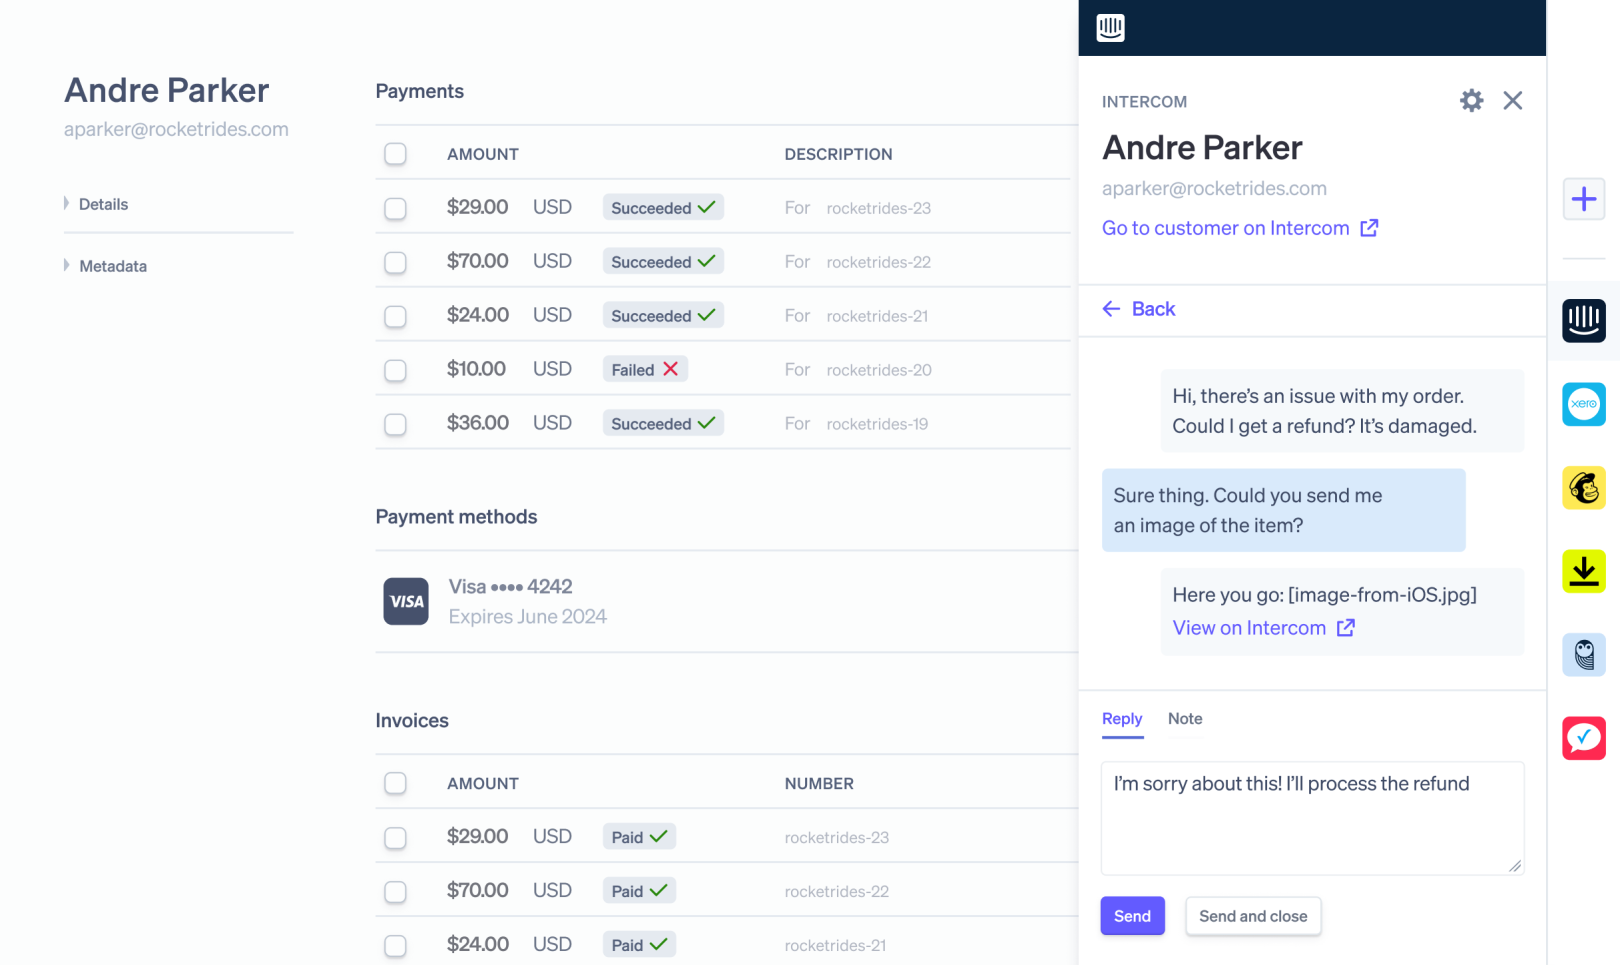 Andre Parker
aparker@rocketrides.com
Details
Metadata
Payments
AMOUNT DESCRIPTION
$29.00 USD Succeeded For rocketrides-23
$70.00 USD Succeeded For rocketrides-22
$24.00 USD Succeeded For rocketrides-21
$10.00 USD Failed For rocketrides-20
$36.00 USD Succeeded For rocketrides-19
Payment methods
VISA
Visa •••• 4242
Expires June 2024
Invoices
AMOUNT NUMBER
$29.00 USD Paid rocketrides-23
$70.00 USD Paid rocketrides-22
$24.00 USD Paid rocketrides-21
INTERCOM
Andre Parker
aparker@rocketrides.com
Go to customer on Intercom
Back
Hi, there’s an issue with my order.
Could I get a refund? It’s damaged.
Sure thing. Could you send me
an image of the item?
Here you go: [image-from-iOS.jpg]
View on Intercom
Reply Note
I’m sorry about this! I’ll process the refund
Send Send and close
xero